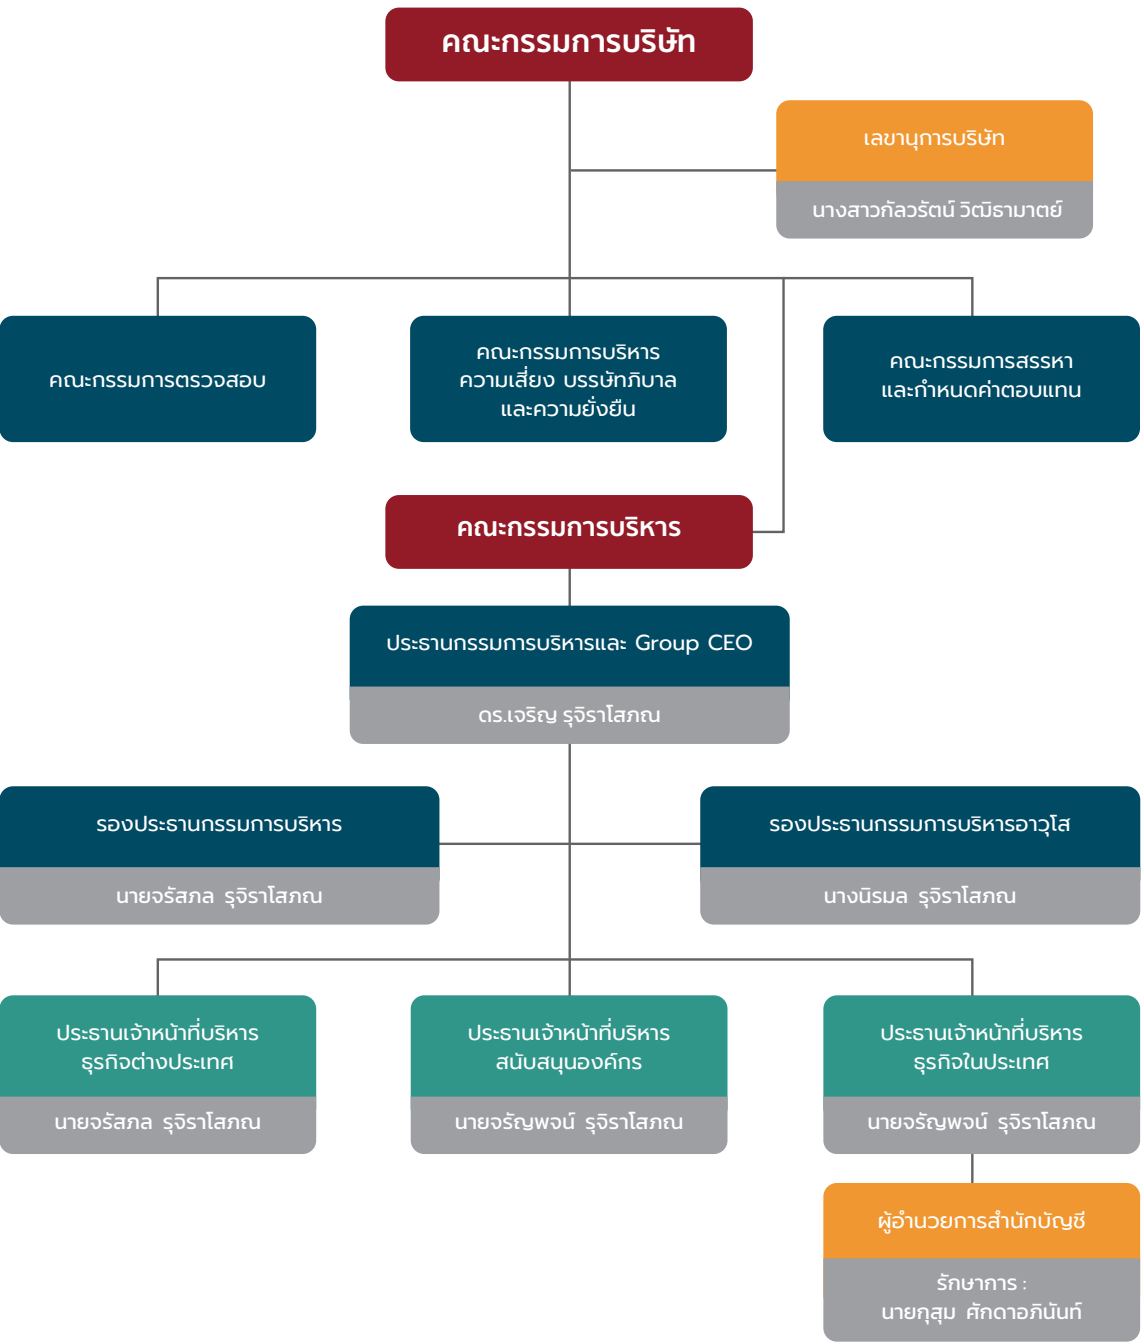 คณะกรรมการบริษัท
เลขานุการบริษัท
นางสาวกัลวรัตน์ วิฒิธามาตย์
คณะกรรมการตรวจสอบ
คณะกรรมการบริหาร
ความเสี่ยง บรรษัทภิบาล
และความยั่งยืน
คณะกรรมการสรรหา
และกำหนดค่าตอบแทน
คณะกรรมการบริหาร
ประธานกรรมการบริหารและ Group CEO
ดร.เจริญ รุจิราโสภณ
รองประธานกรรมการบริหาร
นายจรัสภล รุจิราโสภณ
รองประธานกรรมการบริหารอาวุโส
นางนิรมล รุจิราโสภณ
ประธานเจ้าหน้าที่บริหาร
ธุรกิจต่างประเทศ
นายจรัสภล รุจิราโสภณ
ประธานเจ้าหน้าที่บริหาร
สนับสนุนองค์กร
นายจรัญพจน์ รุจิราโสภณ
ประธานเจ้าหน้าที่บริหาร
ธุรกิจในประเทศ
นายจรัญพจน์ รุจิราโสภณ
ผู้อำนวยการสำนักบัญชี
รักษาการ :
นายกุสุม ศักดาอภินันท์